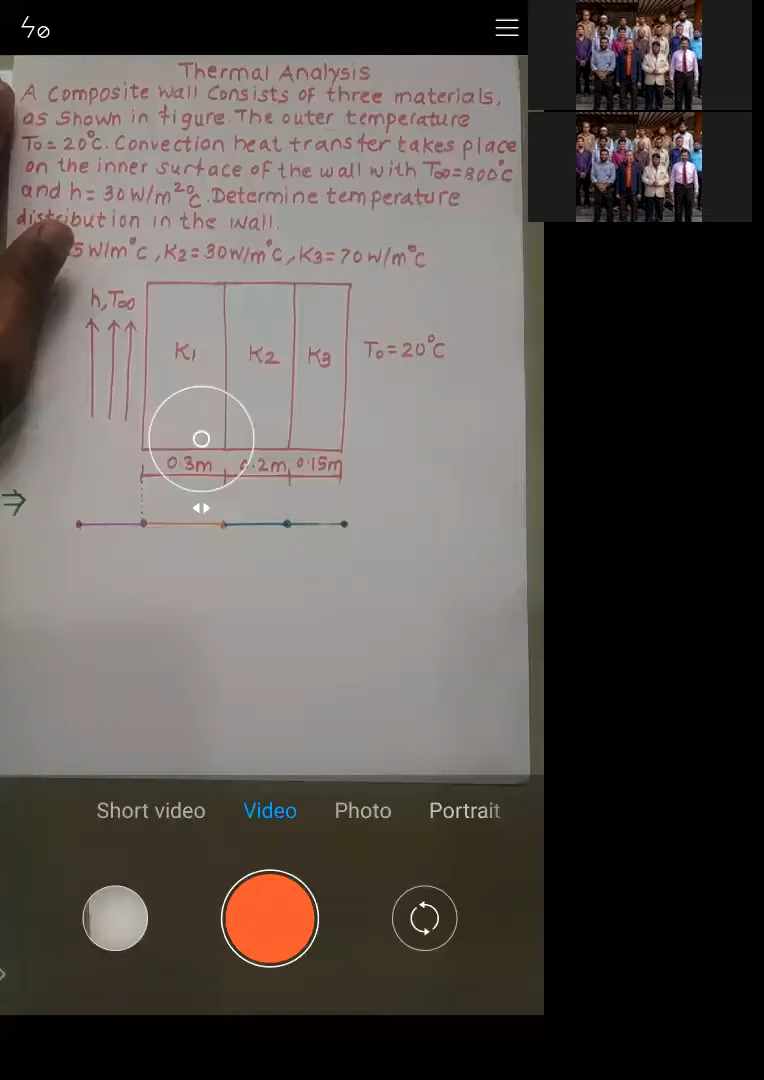 Thermal Analysis
A Composite Wall Consists of three materials,
as shown in figure. The outer temperature
T0 = 20°C. Convection heat transfer takes place
on the inner surface of the wall with T∞=800°C
and h= 30 W/m²°C. Determine temperature
distribution in the wall.
5 W/m°C, K2= 30W/m°C, K3= 70 W/m°C
h, T∞
K1 K2 K3 T0 = 20°C
0.3m 0.2m 0.15m
⇒
Short video Video Photo Portrait